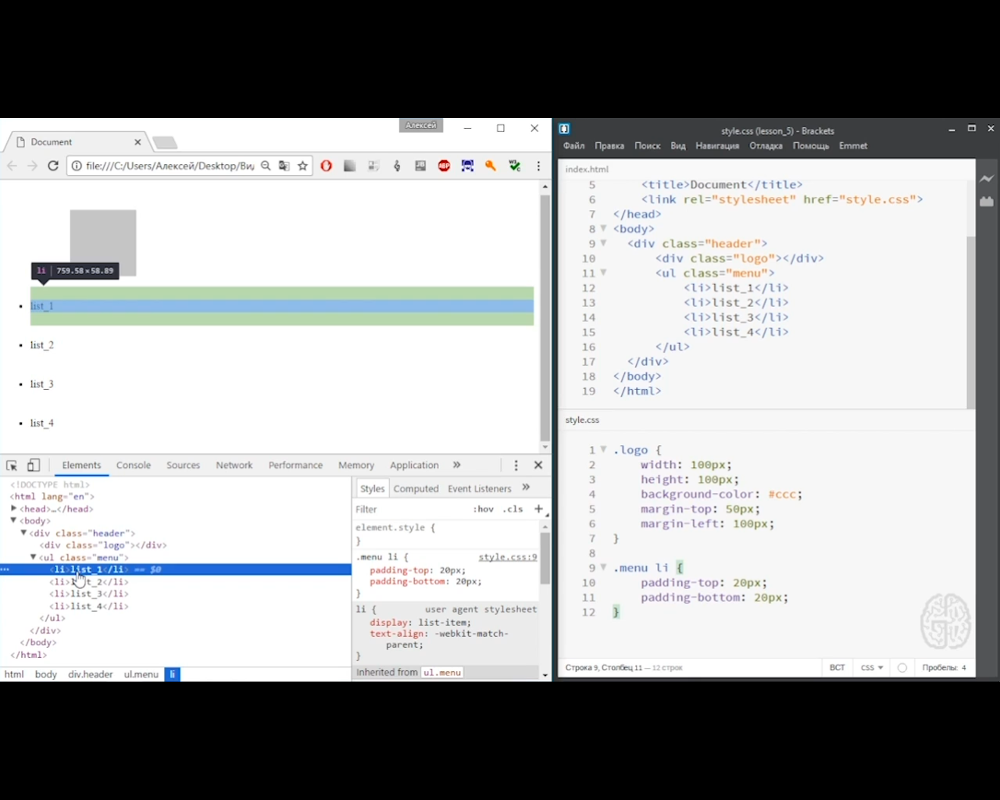 Алексей
Document
file:///C:/Users/Алексей/Desktop/Ви
ABP
W3C
li 759.58×58.89
list_1
list_2
list_3
list_4
Elements Console Sources Network Performance Memory Application »
<!DOCTYPE html>
<html lang="en">
<head>…</head>
<body>
<div class="header">
<div class="logo"></div>
<ul class="menu">
<li>list_1</li> == $0
<li>list_2</li>
<li>list_3</li>
<li>list_4</li>
</ul>
</div>
</body>
</html>
html body div.header ul.menu li
Styles Computed Event Listeners »
Filter :hov .cls +
element.style {
}
.menu li { style.css:9
padding-top: 20px;
padding-bottom: 20px;
}
li { user agent stylesheet
display: list-item;
text-align: -webkit-match-
parent;
}
Inherited from ul.menu
style.css (lesson_5) - Brackets
Файл Правка Поиск Вид Навигация Отладка Помощь Emmet
index.html
5 <title>Document</title>
6 <link rel="stylesheet" href="style.css">
7 </head>
8 <body>
9 <div class="header">
10 <div class="logo"></div>
11 <ul class="menu">
12 <li>list_1</li>
13 <li>list_2</li>
14 <li>list_3</li>
15 <li>list_4</li>
16 </ul>
17 </div>
18 </body>
19 </html>
style.css
1 .logo {
2 width: 100px;
3 height: 100px;
4 background-color: #ccc;
5 margin-top: 50px;
6 margin-left: 100px;
7 }
8
9 .menu li {
10 padding-top: 20px;
11 padding-bottom: 20px;
12 }
Строка 9, Столбец 11 — 12 строк
ВСТ CSS Пробелы: 4